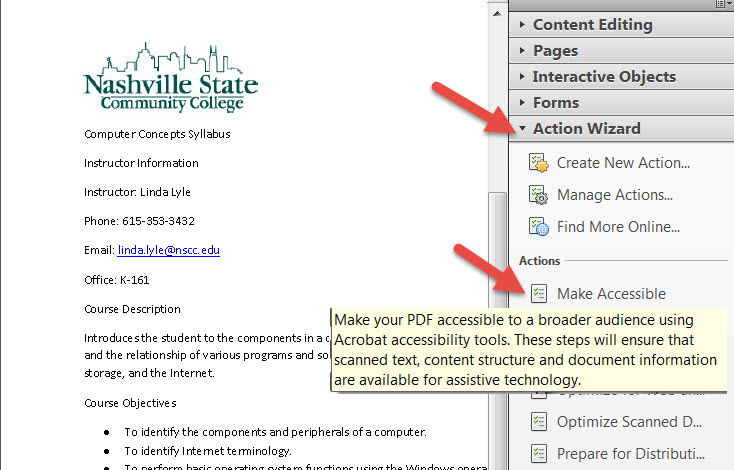 Nashville State
Community College
Computer Concepts Syllabus
Instructor Information
Instructor: Linda Lyle
Phone: 615-353-3432
Email: linda.lyle@nscc.edu
Office: K-161
Course Description
Introduces the student to the components in a
and the relationship of various programs and
storage, and the Internet.
Course Objectives
• To identify the components and peripherals of a computer.
• To identify Internet terminology.
• To perform basic operating system functions using the Windows
Content Editing
Pages
Interactive Objects
Forms
Action Wizard
Create New Action...
Manage Actions...
Find More Online...
Actions
Make Accessible
Make your PDF accessible to a broader audience using
Acrobat accessibility tools. These steps will ensure that
scanned text, content structure and document information
are available for assistive technology.
Optimize Scanned D...
Prepare for Distributi...